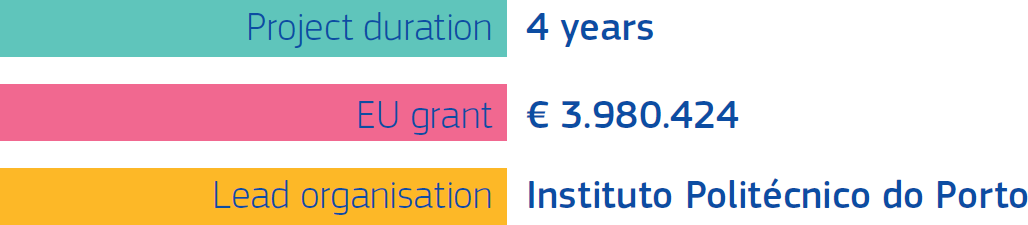 Project duration 4 years
EU grant € 3.980.424
Lead organisation Instituto Politécnico do Porto